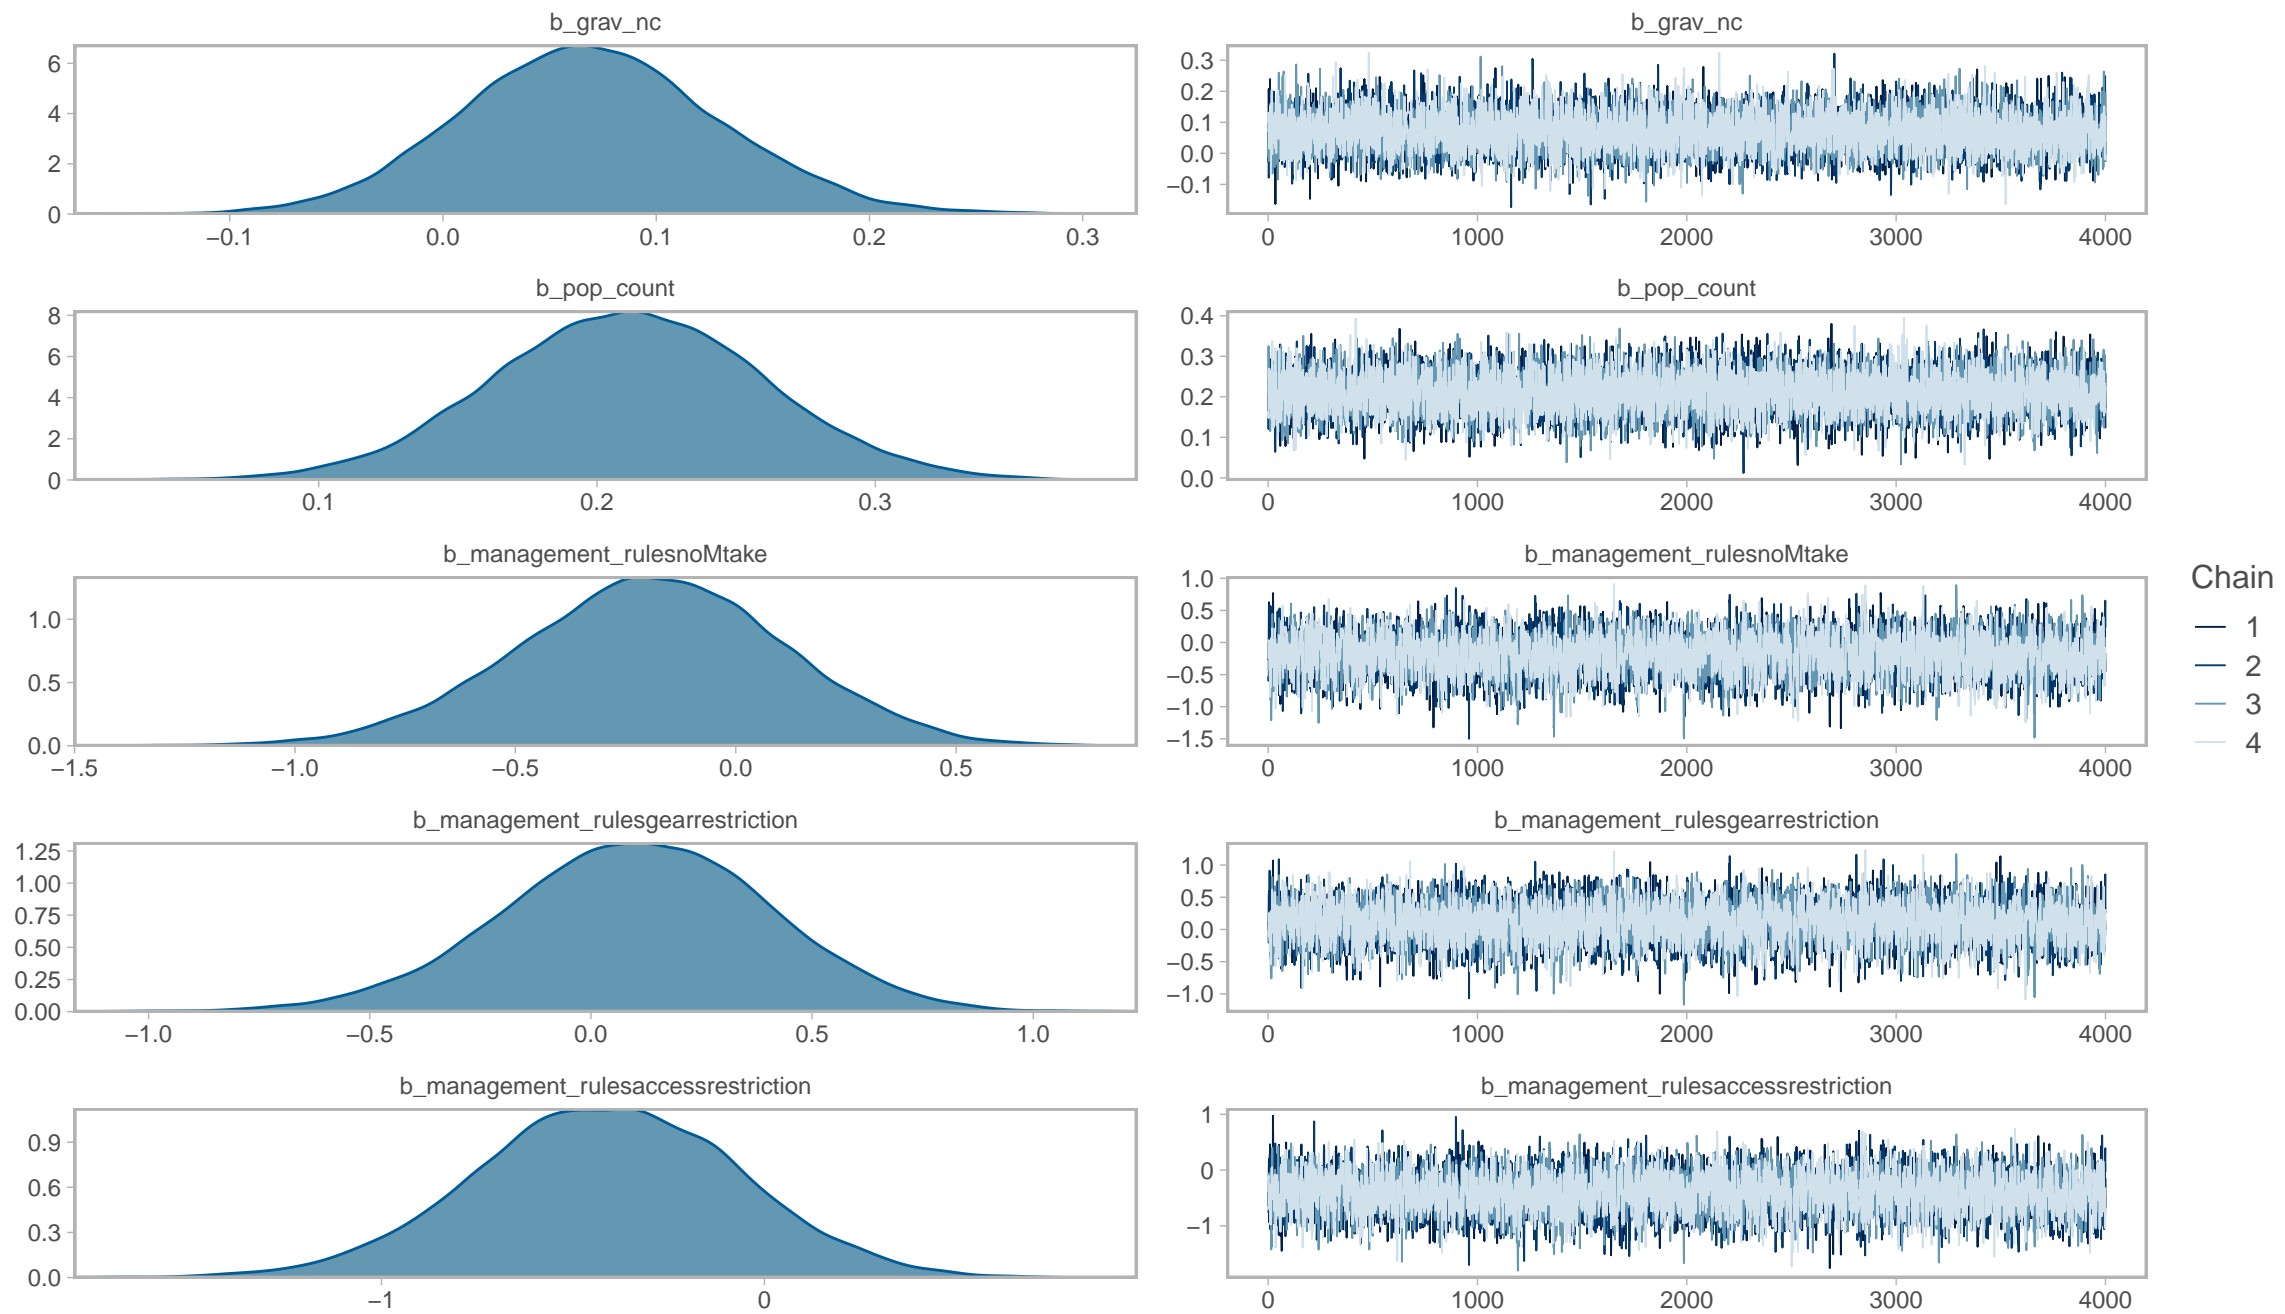 b_grav_nc
6
4
2
0
−0.1 0.0 0.1 0.2 0.3
b_grav_nc
0.3
0.2
0.1
0.0
−0.1
0 1000 2000 3000 4000
b_pop_count
8
6
4
2
0
0.1 0.2 0.3
b_pop_count
0.4
0.3
0.2
0.1
0.0
0 1000 2000 3000 4000
b_management_rulesnoMtake
1.0
0.5
0.0
−1.5 −1.0 −0.5 0.0 0.5
b_management_rulesnoMtake
1.0
0.5
0.0
−0.5
−1.0
−1.5
0 1000 2000 3000 4000
b_management_rulesgearrestriction
1.25
1.00
0.75
0.50
0.25
0.00
−1.0 −0.5 0.0 0.5 1.0
b_management_rulesgearrestriction
1.0
0.5
0.0
−0.5
−1.0
0 1000 2000 3000 4000
b_management_rulesaccessrestriction
0.9
0.6
0.3
0.0
−1 0
b_management_rulesaccessrestriction
1
0
−1
0 1000 2000 3000 4000
Chain
1
2
3
4